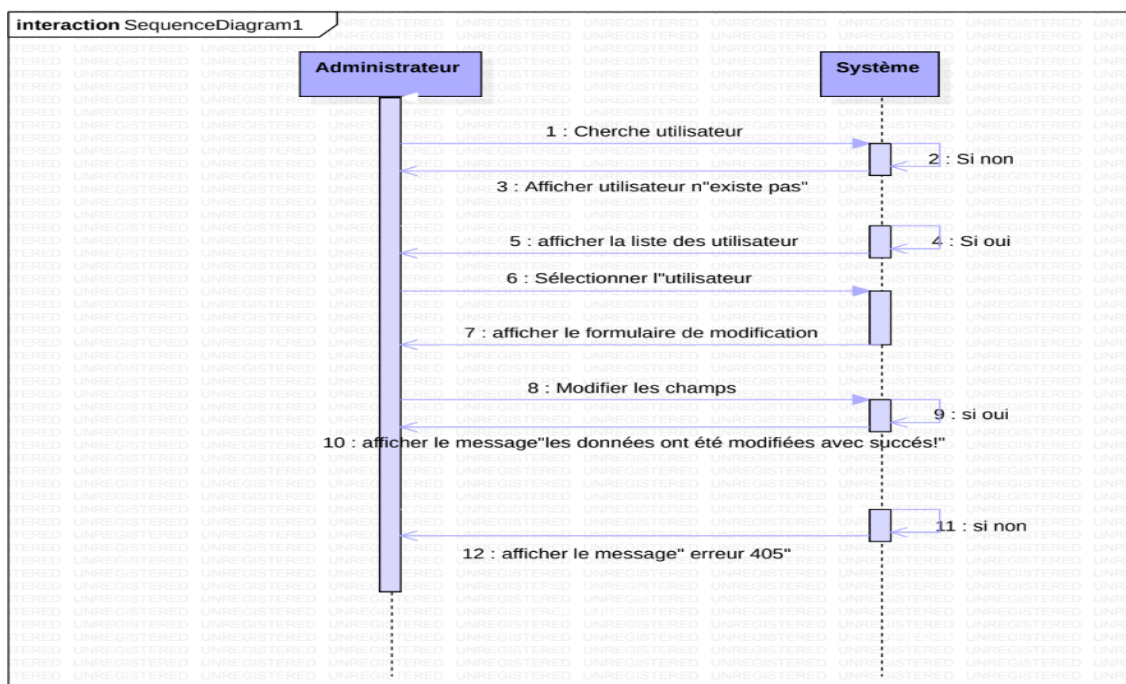 interaction SequenceDiagram1
Administrateur
Système
1 : Cherche utilisateur
2 : Si non
3 : Afficher utilisateur n"existe pas"
4 : Si oui
5 : afficher la liste des utilisateur
6 : Sélectionner l"utilisateur
7 : afficher le formulaire de modification
8 : Modifier les champs
9 : si oui
10 : afficher le message"les données ont été modifiées avec succés!"
11 : si non
12 : afficher le message" erreur 405"
UNREGISTERED